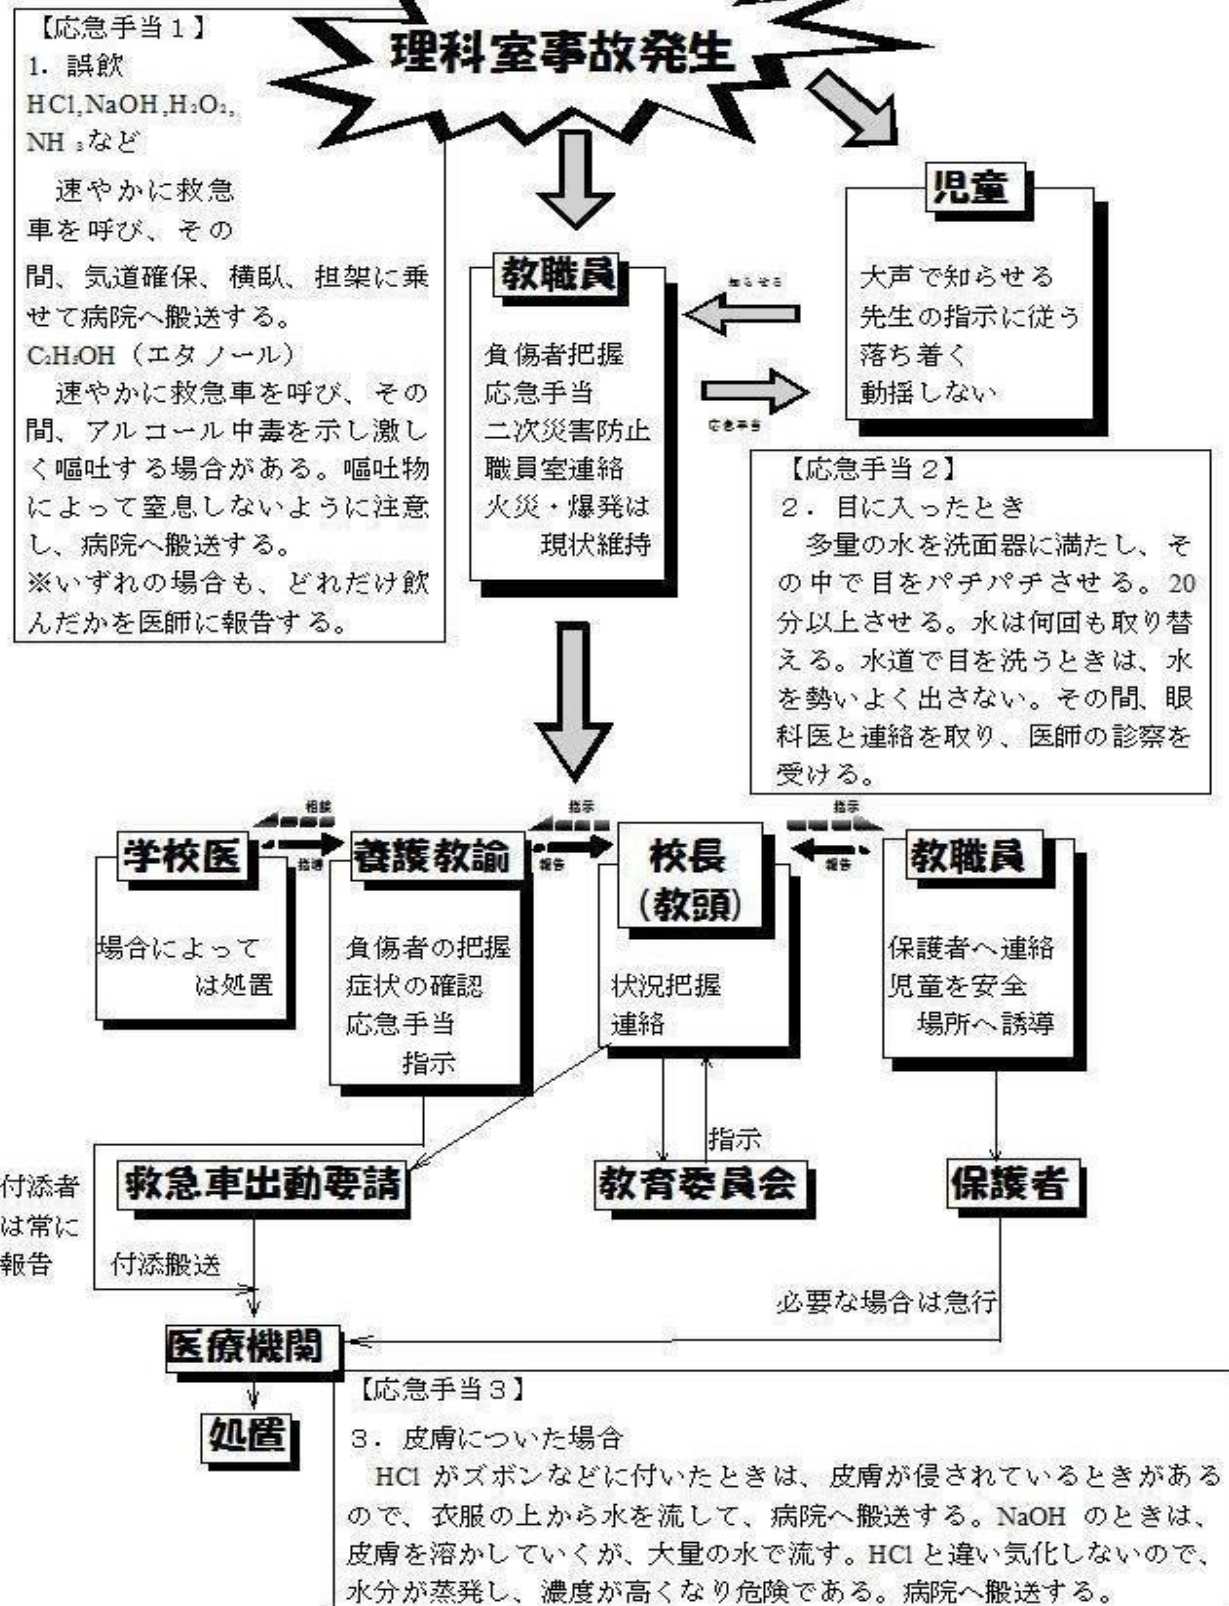 理科室事故発生
【応急手当１】
1. 誤飲
HCl,NaOH,H₂O₂,
NH ₃など
速やかに救急
車を呼び、その
間、気道確保、横臥、担架に乗
せて病院へ搬送する。
C₂H₅OH（エタノール）
速やかに救急車を呼び、その
間、アルコール中毒を示し激し
く嘔吐する場合がある。嘔吐物
によって窒息しないように注意
し、病院へ搬送する。
※いずれの場合も、どれだけ飲
んだかを医師に報告する。
教職員
負傷者把握
応急手当
二次災害防止
職員室連絡
火災・爆発は
現状維持
知らせる
応急手当
児童
大声で知らせる
先生の指示に従う
落ち着く
動揺しない
【応急手当２】
２．目に入ったとき
多量の水を洗面器に満たし、そ
の中で目をパチパチさせる。20
分以上させる。水は何回も取り替
える。水道で目を洗うときは、水
を勢いよく出さない。その間、眼
科医と連絡を取り、医師の診察を
受ける。
学校医
場合によって
は処置
相談
指導
養護教諭
負傷者の把握
症状の確認
応急手当
指示
指示
報告
校長
（教頭）
状況把握
連絡
指示
報告
教職員
保護者へ連絡
児童を安全
場所へ誘導
指示
救急車出動要請
教育委員会
保護者
付添者
は常に
報告
付添搬送
必要な場合は急行
医療機関
処置
【応急手当３】
３．皮膚についた場合
HCl がズボンなどに付いたときは、皮膚が侵されているときがある
ので、衣服の上から水を流して、病院へ搬送する。NaOH のときは、
皮膚を溶かしていくが、大量の水で流す。HCl と違い気化しないので、
水分が蒸発し、濃度が高くなり危険である。病院へ搬送する。